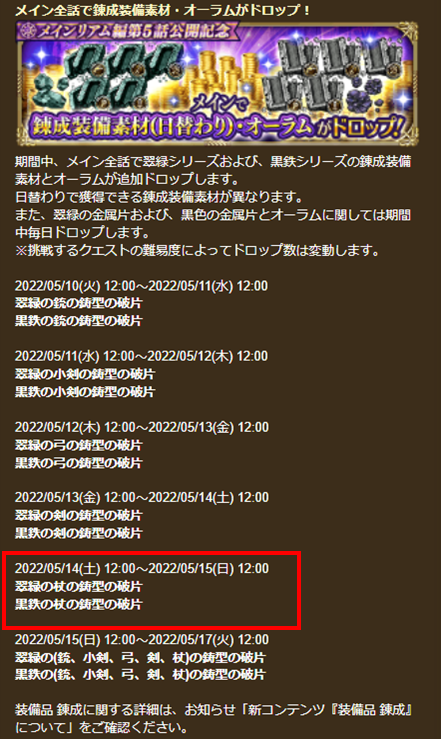 メイン全話で錬成装備素材・オーラムがドロップ！
メインリアム編第5話公開記念
メインで
錬成装備素材(日替わり)・オーラムがドロップ!
期間中、メイン全話で翠緑シリーズおよび、黒鉄シリーズの錬成装備
素材とオーラムが追加ドロップします。
日替わりで獲得できる錬成装備素材が異なります。
また、翠緑の金属片および、黒色の金属片とオーラムに関しては期間
中毎日ドロップします。
※挑戦するクエストの難易度によってドロップ数は変動します。
2022/05/10(火) 12:00～2022/05/11(水) 12:00
翠緑の銃の鋳型の破片
黒鉄の銃の鋳型の破片
2022/05/11(水) 12:00～2022/05/12(木) 12:00
翠緑の小剣の鋳型の破片
黒鉄の小剣の鋳型の破片
2022/05/12(木) 12:00～2022/05/13(金) 12:00
翠緑の弓の鋳型の破片
黒鉄の弓の鋳型の破片
2022/05/13(金) 12:00～2022/05/14(土) 12:00
翠緑の剣の鋳型の破片
黒鉄の剣の鋳型の破片
2022/05/14(土) 12:00～2022/05/15(日) 12:00
翠緑の杖の鋳型の破片
黒鉄の杖の鋳型の破片
2022/05/15(日) 12:00～2022/05/17(火) 12:00
翠緑の(銃、小剣、弓、剣、杖)の鋳型の破片
黒鉄の(銃、小剣、弓、剣、杖)の鋳型の破片
装備品 錬成に関する詳細は、お知らせ「新コンテンツ『装備品 錬成』
について」をご確認ください。